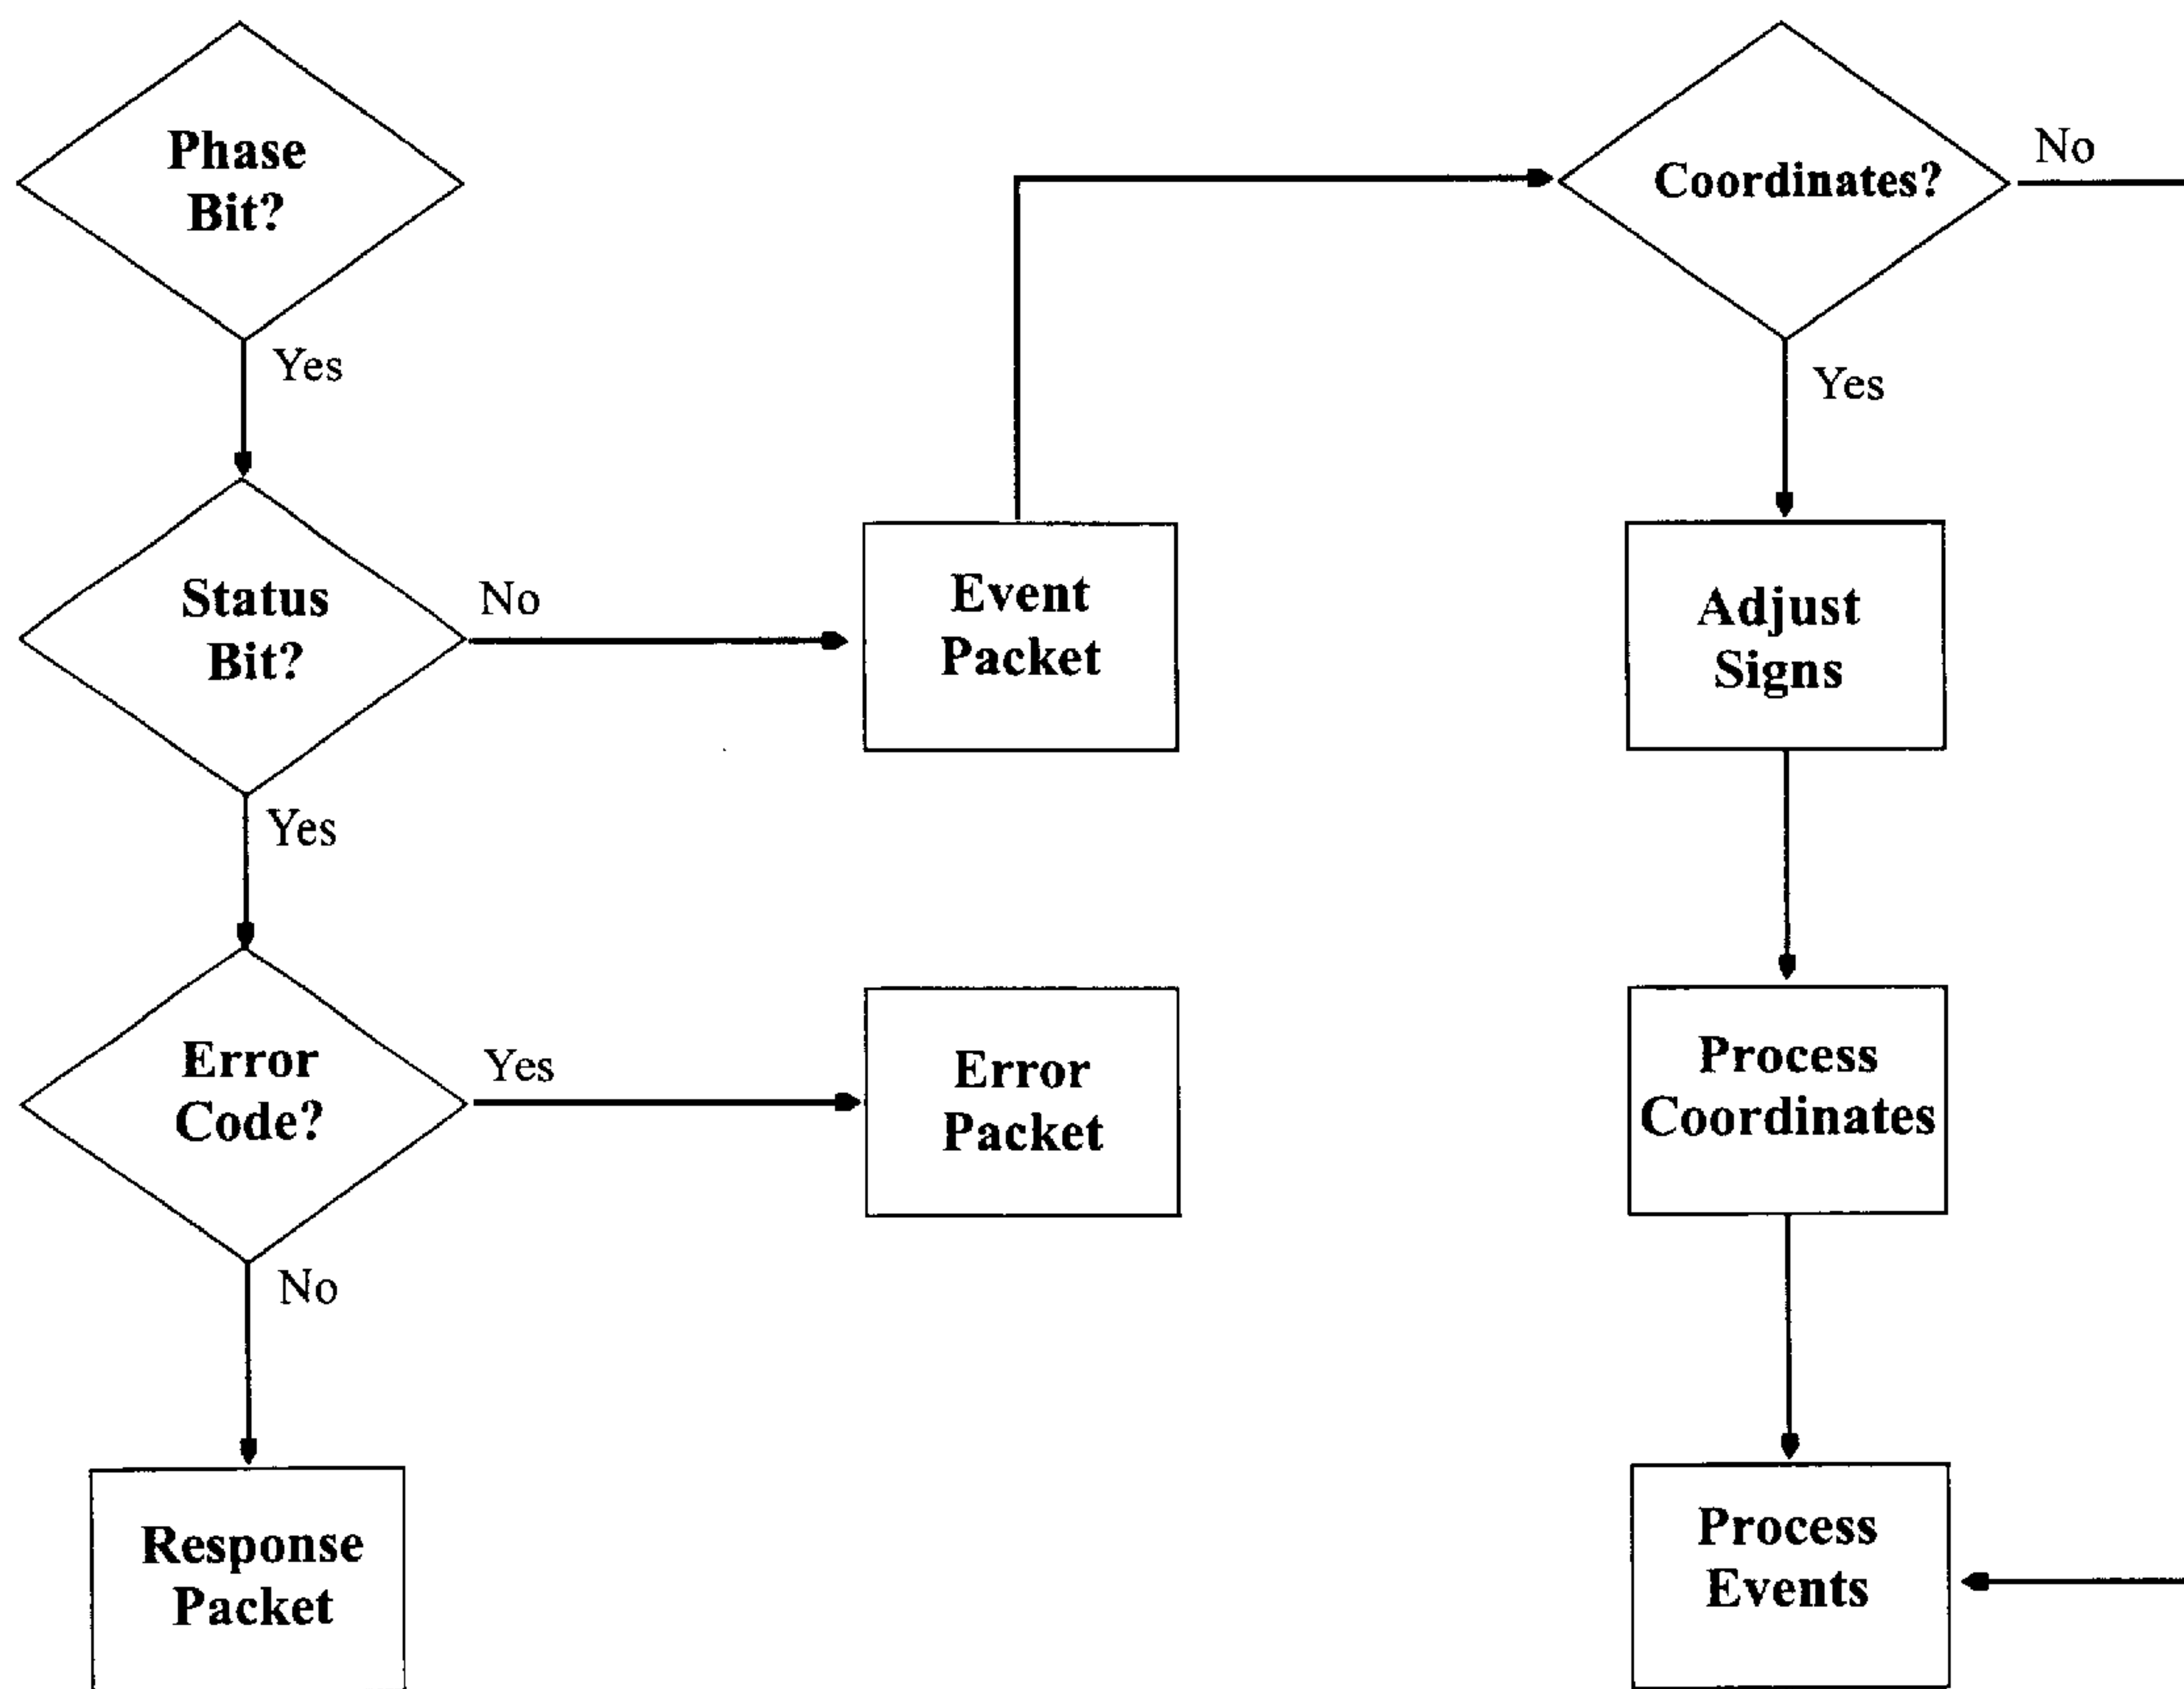 Phase
Bit?
Yes
Status
Bit?
No
Yes
Error
Code?
Yes
No
Response
Packet
Event
Packet
Error
Packet
Coordinates?
No
Yes
Adjust
Signs
Process
Coordinates
Process
Events